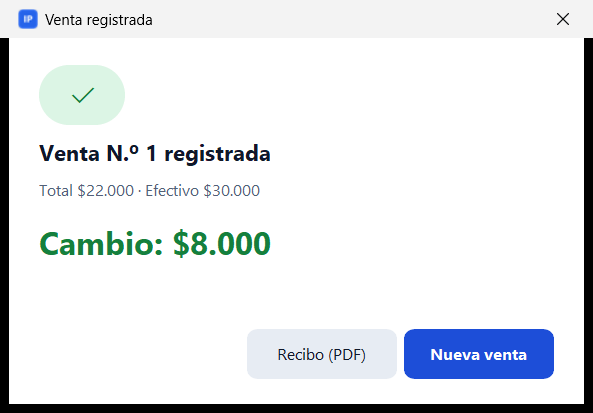 IP Venta registrada
Venta N.º 1 registrada
Total $22.000 · Efectivo $30.000
Cambio: $8.000
Recibo (PDF) Nueva venta